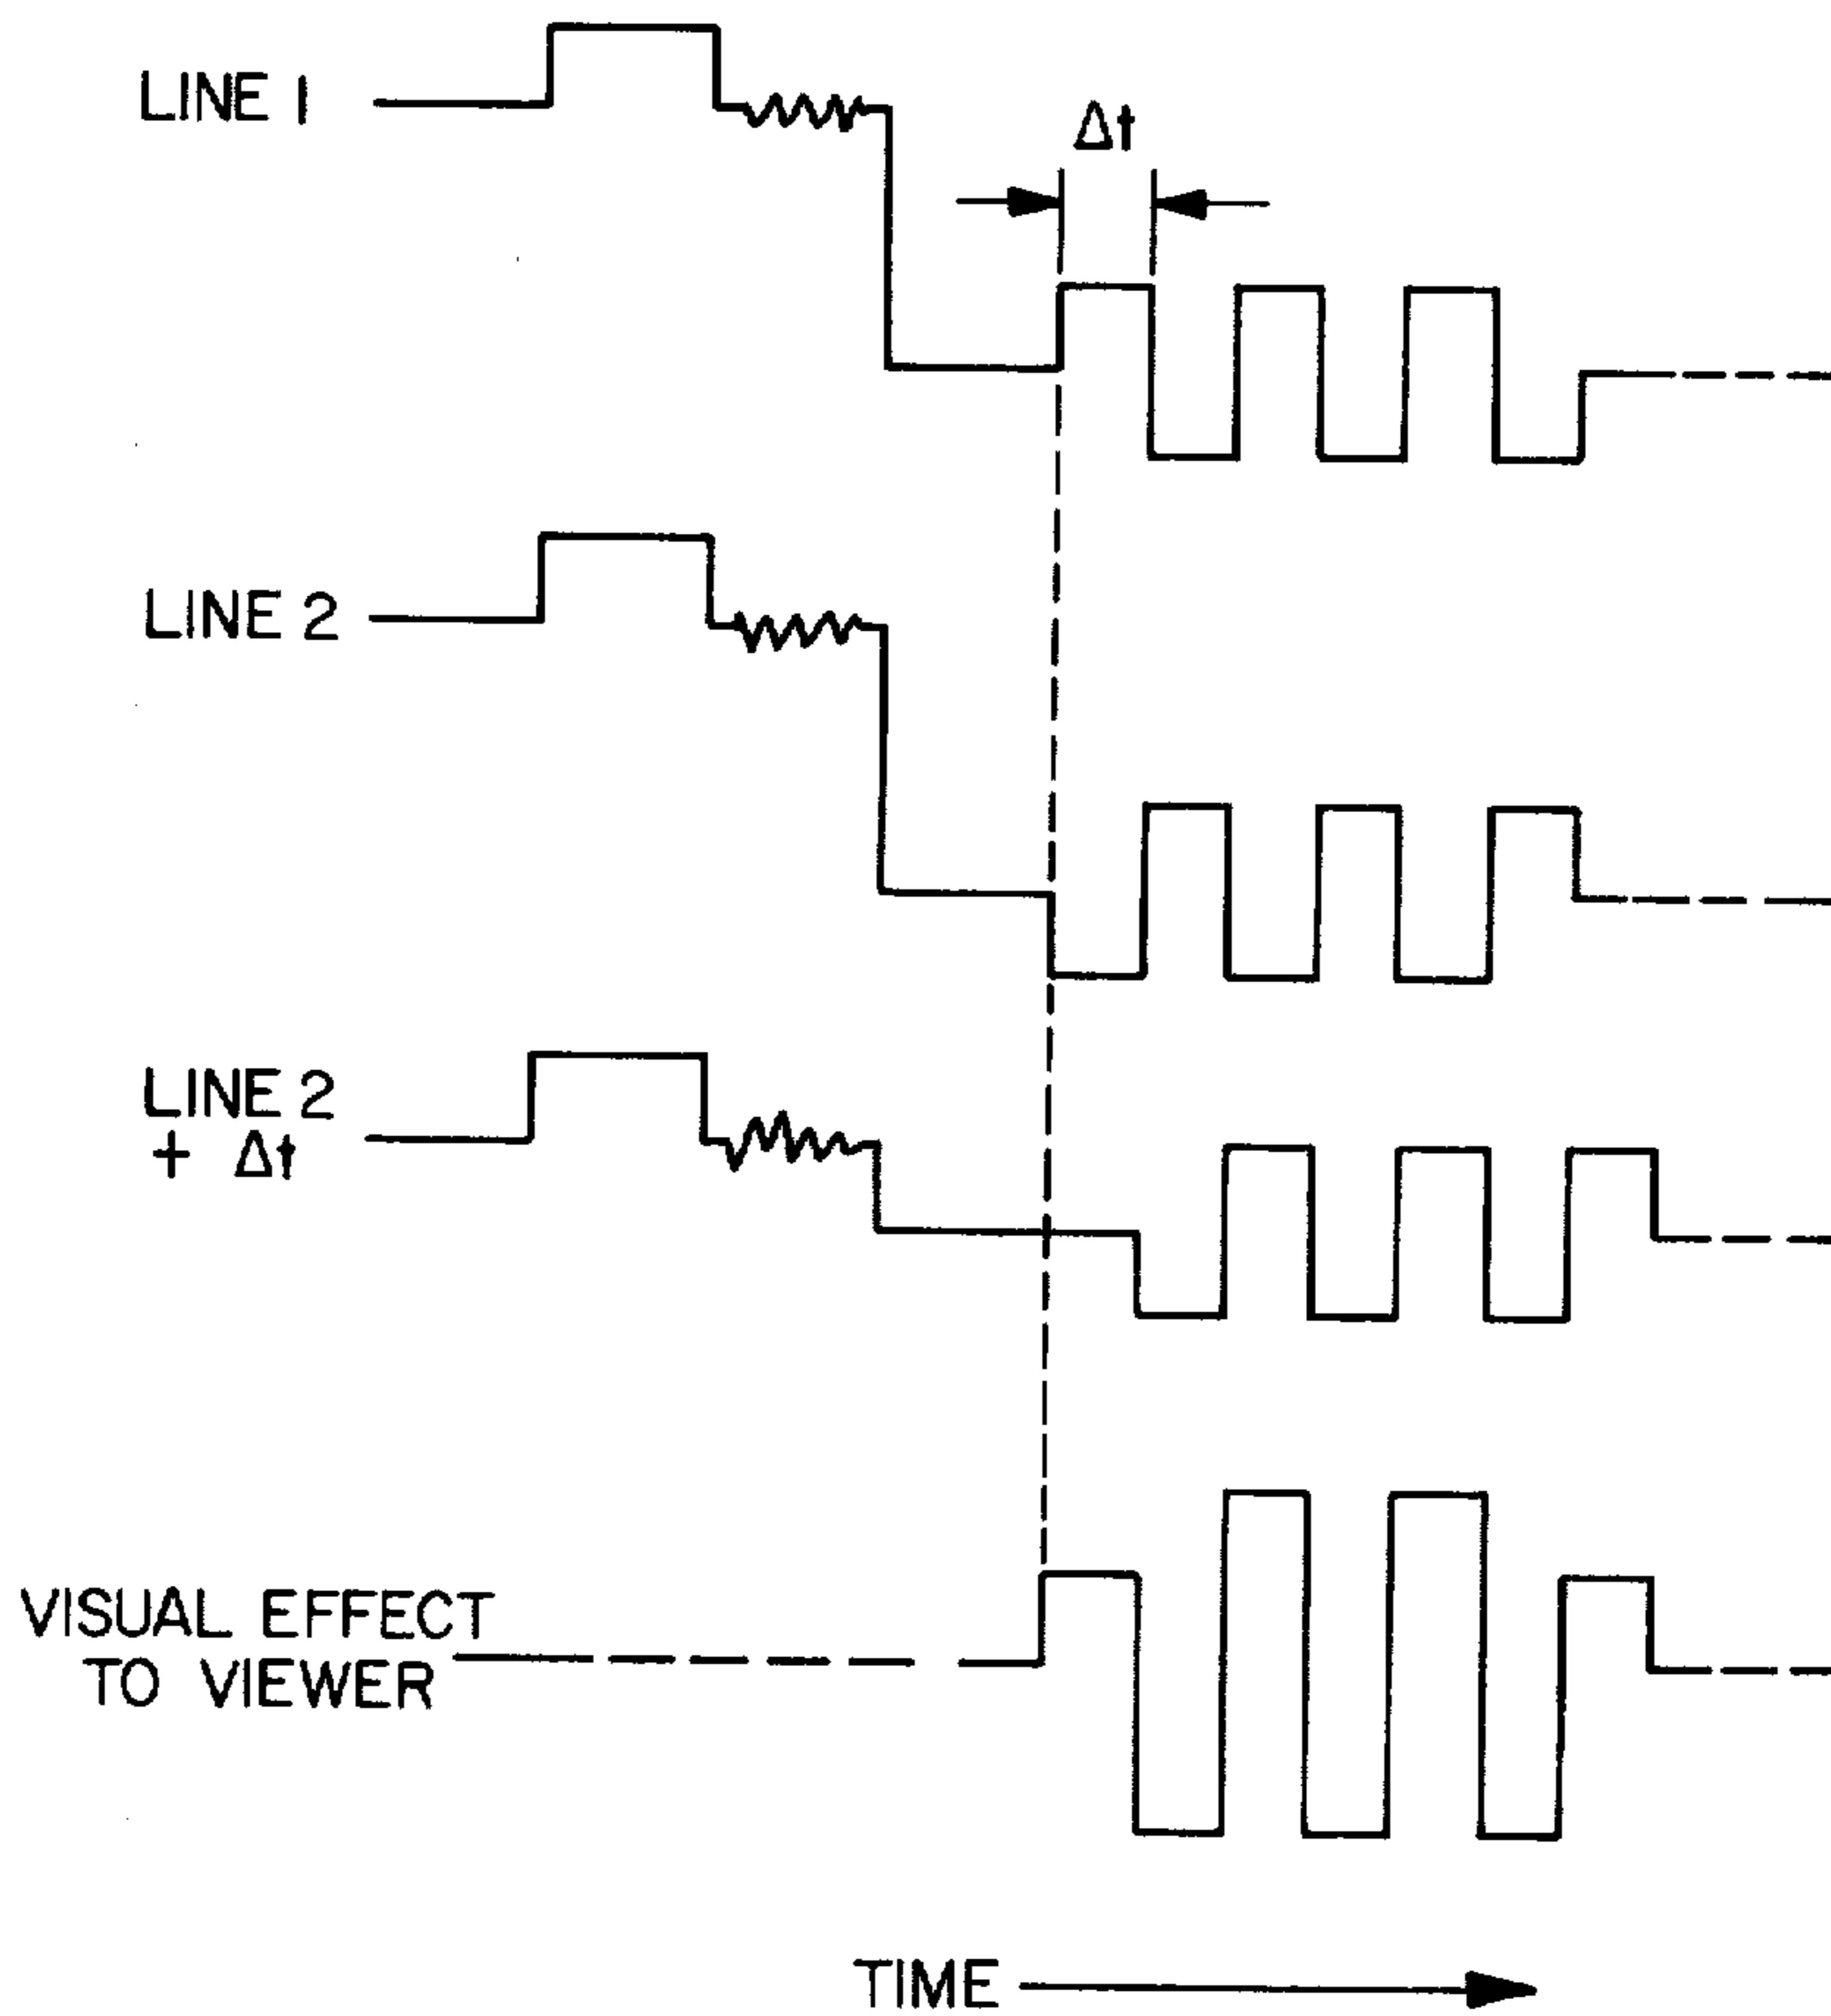 LINE 1
Δt
LINE 2
LINE 2
+ Δt
VISUAL EFFECT
TO VIEWER
TIME